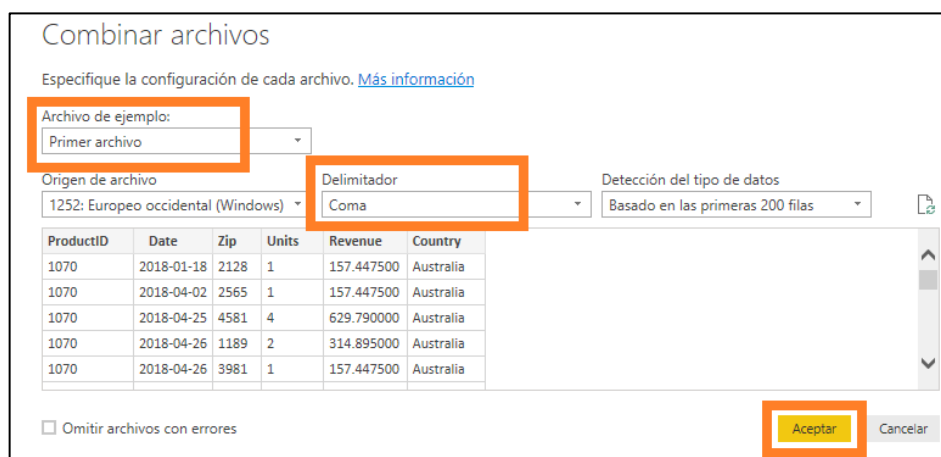 Combinar archivos
Especifique la configuración de cada archivo. Más información
Archivo de ejemplo:
Primer archivo
Origen de archivo Delimitador Detección del tipo de datos
1252: Europeo occidental (Windows) Coma Basado en las primeras 200 filas
ProductID Date Zip Units Revenue Country
1070 2018-01-18 2128 1 157.447500 Australia
1070 2018-04-02 2565 1 157.447500 Australia
1070 2018-04-25 4581 4 629.790000 Australia
1070 2018-04-26 1189 2 314.895000 Australia
1070 2018-04-26 3981 1 157.447500 Australia
Omitir archivos con errores Aceptar Cancelar